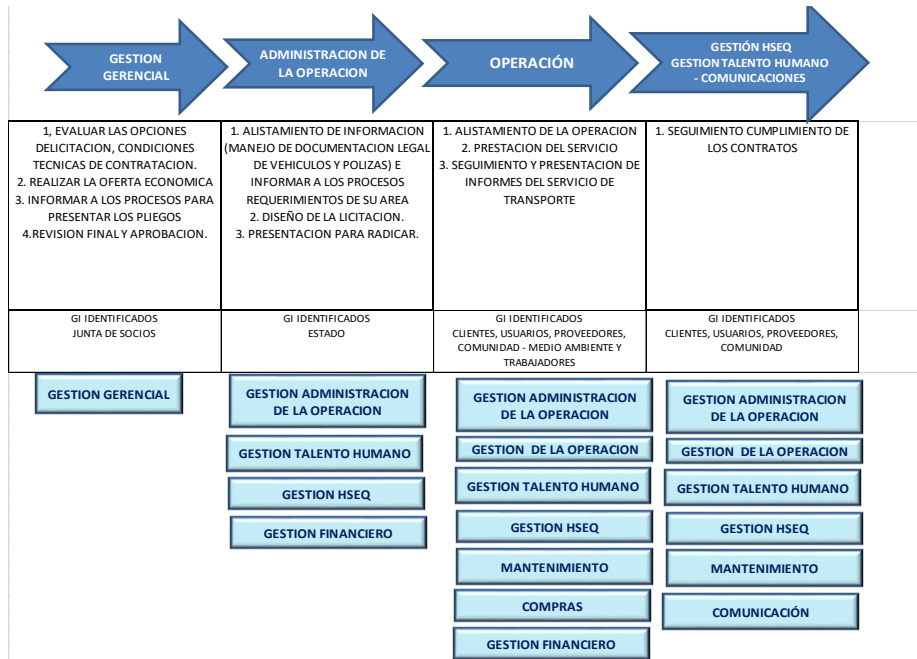 GESTION
GERENCIAL
ADMINISTRACION DE
LA OPERACION
OPERACIÓN
GESTIÓN HSEQ
GESTION TALENTO HUMANO
- COMUNICACIONES
1, EVALUAR LAS OPCIONES
DELICITACION, CONDICIONES
TECNICAS DE CONTRATACION.
2. REALIZAR LA OFERTA ECONOMICA
3. INFORMAR A LOS PROCESOS PARA
PRESENTAR LOS PLIEGOS
4.REVISION FINAL Y APROBACION.
1. ALISTAMIENTO DE INFORMACION
(MANEJO DE DOCUMENTACION LEGAL
DE VEHICULOS Y POLIZAS) E
INFORMAR A LOS PROCESOS
REQUERIMIENTOS DE SU AREA
2. DISEÑO DE LA LICITACION.
3. PRESENTACION PARA RADICAR.
1. ALISTAMIENTO DE LA OPERACION
2. PRESTACION DEL SERVICIO
3. SEGUIMIENTO Y PRESENTACION DE
INFORMES DEL SERVICIO DE
TRANSPORTE
1. SEGUIMIENTO CUMPLIMIENTO DE
LOS CONTRATOS
GI IDENTIFICADOS
JUNTA DE SOCIOS
GI IDENTIFICADOS
ESTADO
GI IDENTIFICADOS
CLIENTES, USUARIOS, PROVEEDORES,
COMUNIDAD - MEDIO AMBIENTE Y
TRABAJADORES
GI IDENTIFICADOS
CLIENTES, USUARIOS, PROVEEDORES,
COMUNIDAD
GESTION GERENCIAL
GESTION ADMINISTRACION
DE LA OPERACION
GESTION TALENTO HUMANO
GESTION HSEQ
GESTION FINANCIERO
GESTION ADMINISTRACION
DE LA OPERACION
GESTION DE LA OPERACION
GESTION TALENTO HUMANO
GESTION HSEQ
MANTENIMIENTO
COMPRAS
GESTION FINANCIERO
GESTION ADMINISTRACION
DE LA OPERACION
GESTION DE LA OPERACION
GESTION TALENTO HUMANO
GESTION HSEQ
MANTENIMIENTO
COMUNICACIÓN